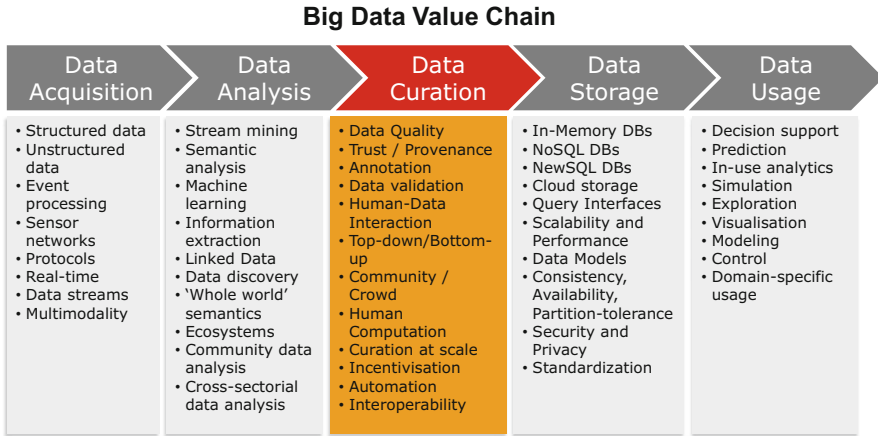 Big Data Value Chain
Data
Acquisition
• Structured data
• Unstructured
data
• Event
processing
• Sensor
networks
• Protocols
• Real-time
• Data streams
• Multimodality
Data
Analysis
• Stream mining
• Semantic
analysis
• Machine
learning
• Information
extraction
• Linked Data
• Data discovery
• ‘Whole world’
semantics
• Ecosystems
• Community data
analysis
• Cross-sectorial
data analysis
Data
Curation
• Data Quality
• Trust / Provenance
• Annotation
• Data validation
• Human-Data
Interaction
• Top-down/Bottom-
up
• Community /
Crowd
• Human
Computation
• Curation at scale
• Incentivisation
• Automation
• Interoperability
Data
Storage
• In-Memory DBs
• NoSQL DBs
• NewSQL DBs
• Cloud storage
• Query Interfaces
• Scalability and
Performance
• Data Models
• Consistency,
Availability,
Partition-tolerance
• Security and
Privacy
• Standardization
Data
Usage
• Decision support
• Prediction
• In-use analytics
• Simulation
• Exploration
• Visualisation
• Modeling
• Control
• Domain-specific
usage